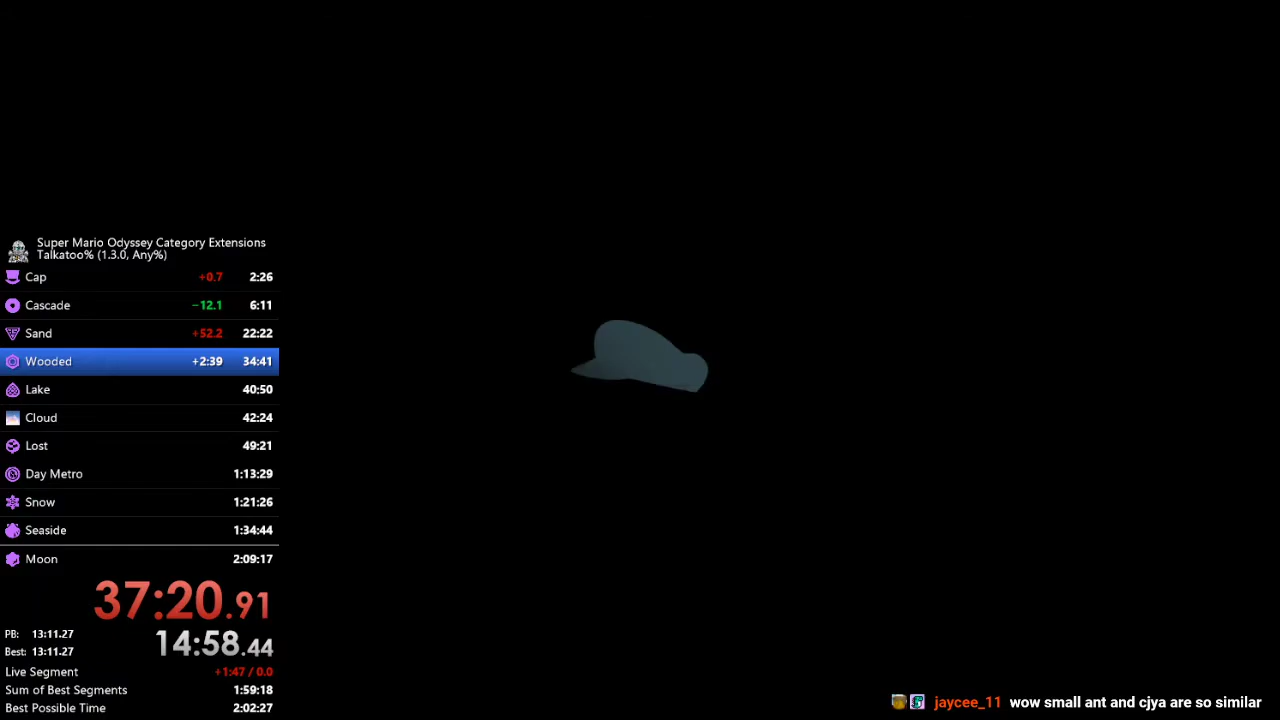 Super Mario Odyssey Category Extensions
Talkatoo% (1.3.0, Any%)
Cap +0.7 2:26
Cascade −12.1 6:11
Sand +52.2 22:22
Wooded +2:39 34:41
Lake 40:50
Cloud 42:24
Lost 49:21
Day Metro 1:13:29
Snow 1:21:26
Seaside 1:34:44
Moon 2:09:17
37:20.91
PB: 13:11.27
14:58.44
Best: 13:11.27
Live Segment +1:47 / 0.0
Sum of Best Segments 1:59:18
Best Possible Time 2:02:27
jaycee_11 wow small ant and cjya are so similar